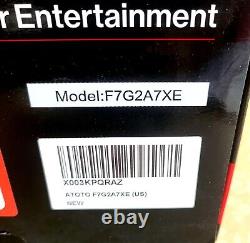 r Entertainment
Model:F7G2A7XE
X003KPQRAZ
ATOTO F7G2A7XE (US)
NEW